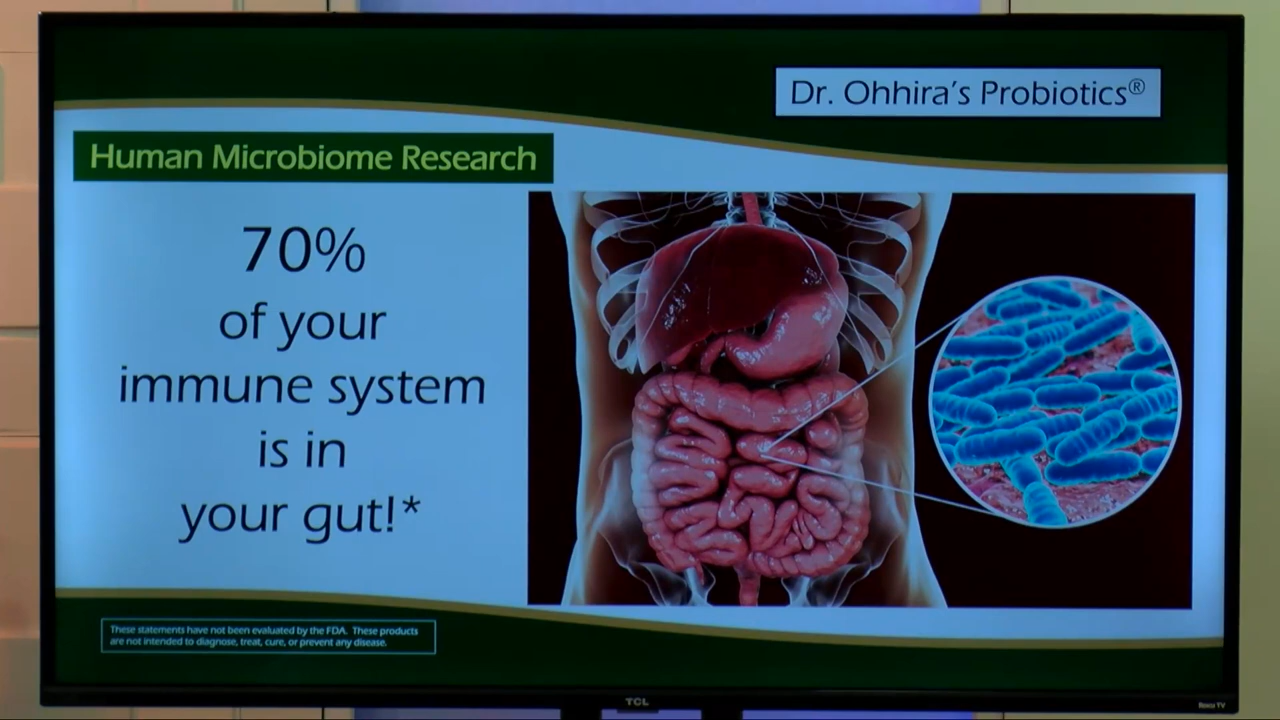 Dr. Ohhira's Probiotics®
Human Microbiome Research
70%
of your
immune system
is in
your gut!*
These statements have not been evaluated by the FDA. These products
are not intended to diagnose, treat, cure, or prevent any disease.
TCL
Roku TV